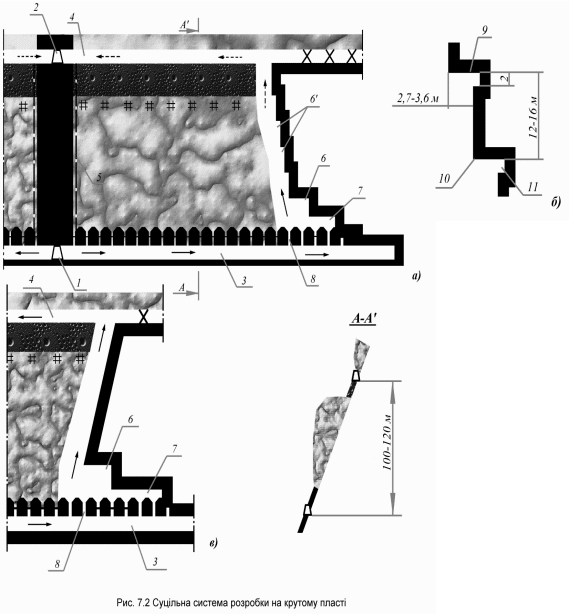 2
4
A'
9
2
2,7-3,6 м
12-16 м
6'
5
6
7
10
11
б)
1
A
3
8
а)
4
A-A'
6
7
100-120 м
в)
8
3
Рис. 7.2 Суцільна система розробки на крутому пласті